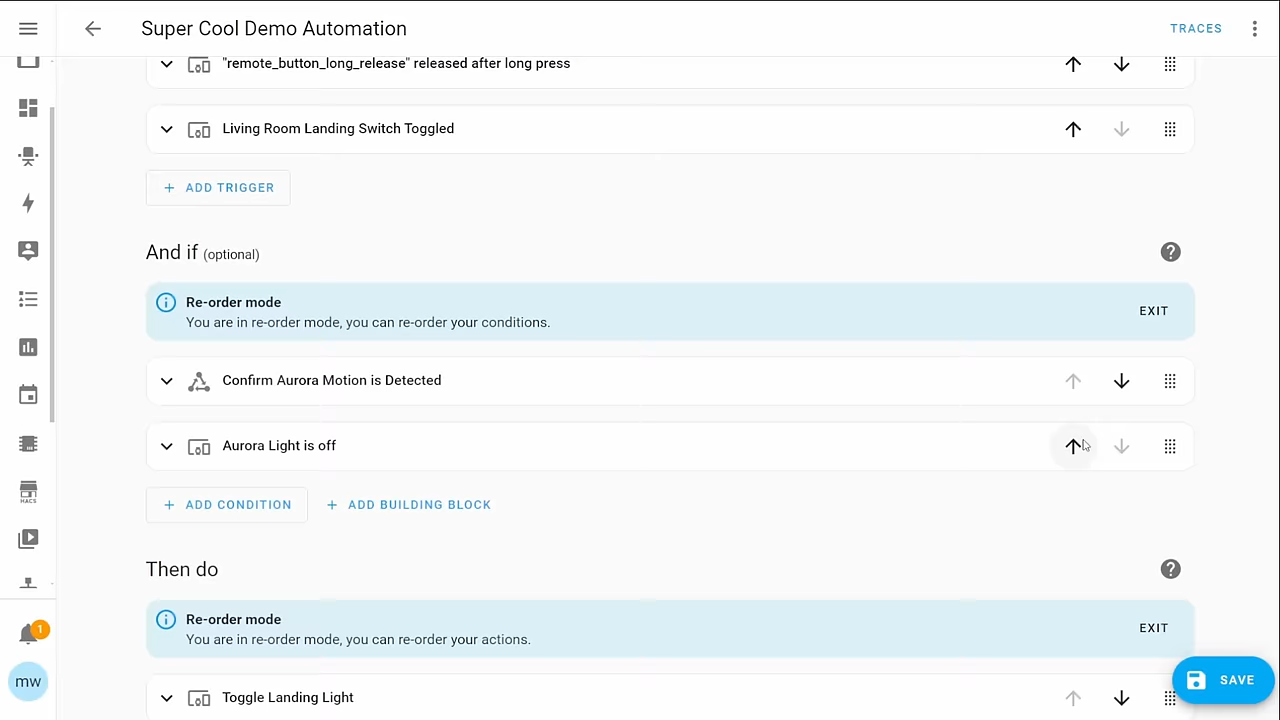 Super Cool Demo Automation
TRACES
"remote_button_long_release" released after long press
Living Room Landing Switch Toggled
+ ADD TRIGGER
And if (optional)
Re-order mode
You are in re-order mode, you can re-order your conditions.
EXIT
Confirm Aurora Motion is Detected
Aurora Light is off
+ ADD CONDITION
+ ADD BUILDING BLOCK
Then do
Re-order mode
You are in re-order mode, you can re-order your actions.
EXIT
Toggle Landing Light
SAVE
HACS
1
mw